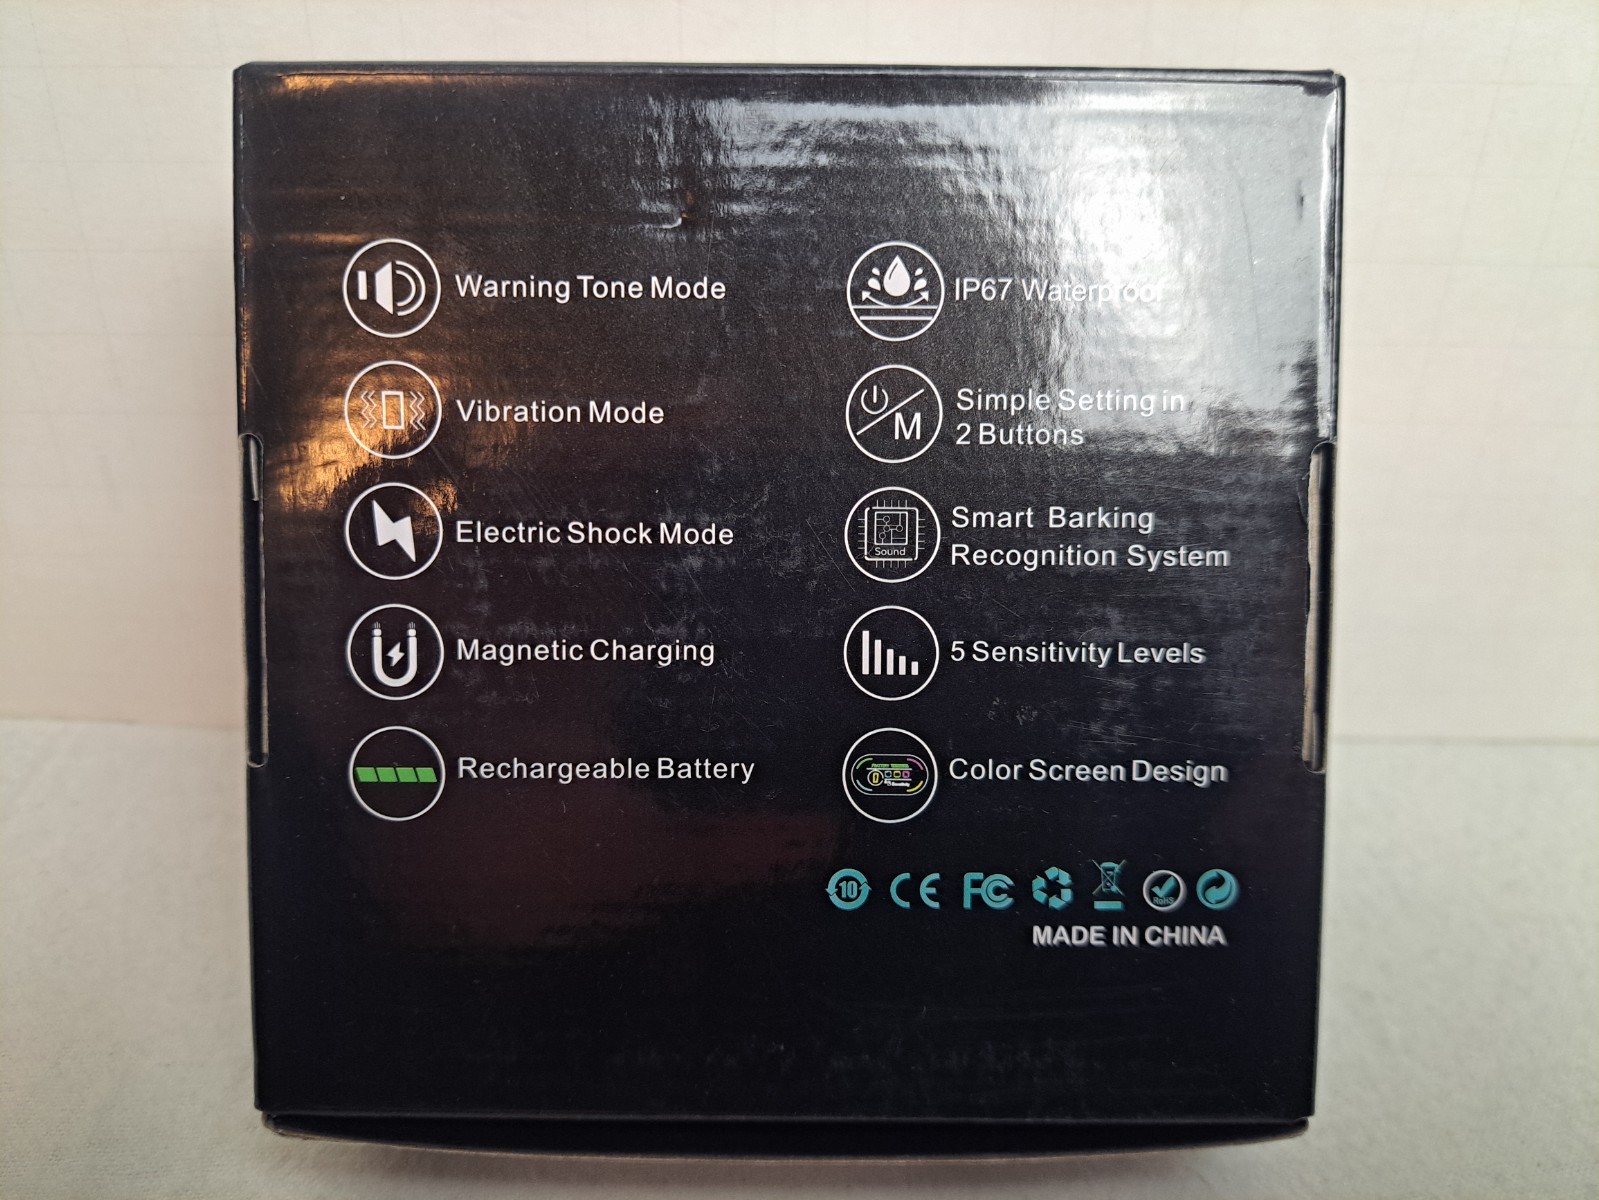 Warning Tone Mode
Vibration Mode
Electric Shock Mode
Magnetic Charging
Rechargeable Battery
IP67 Waterproof
M
Simple Setting in
2 Buttons
Sound
Smart Barking
Recognition System
5 Sensitivity Levels
Color Screen Design
10 CE FC RoHS
MADE IN CHINA